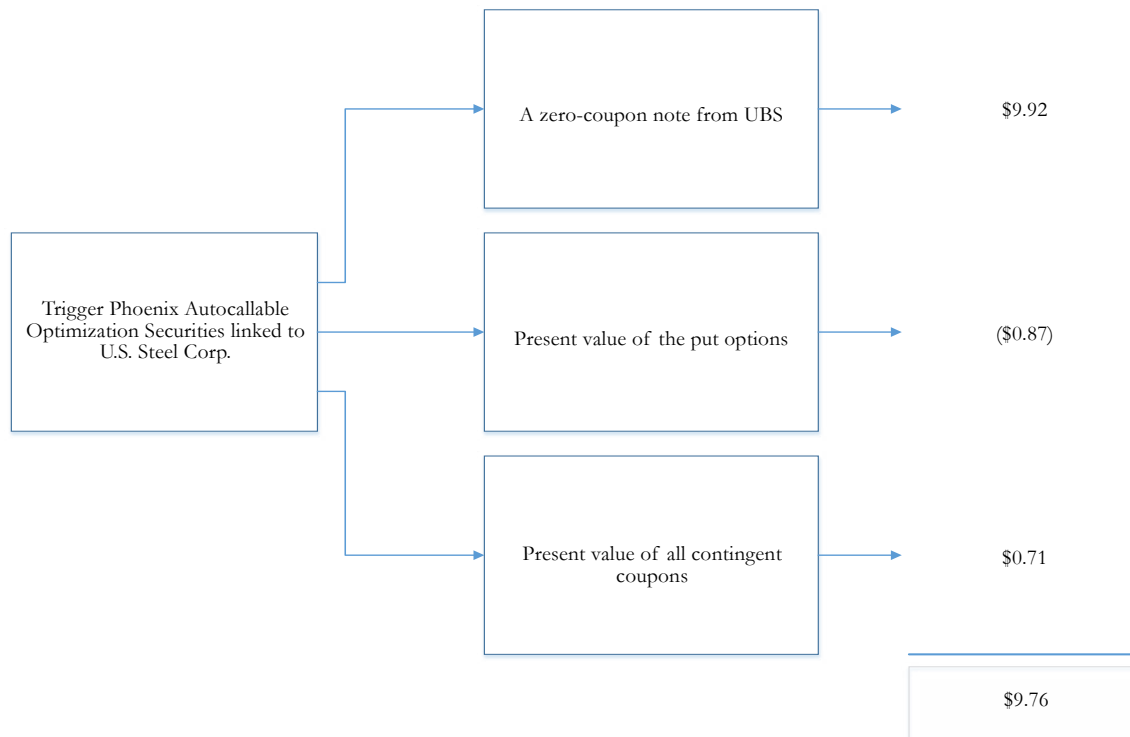 A zero-coupon note from UBS
$9.92
Trigger Phoenix Autocallable
Optimization Securities linked to
U.S. Steel Corp.
Present value of the put options
($0.87)
Present value of all contingent
coupons
$0.71
$9.76